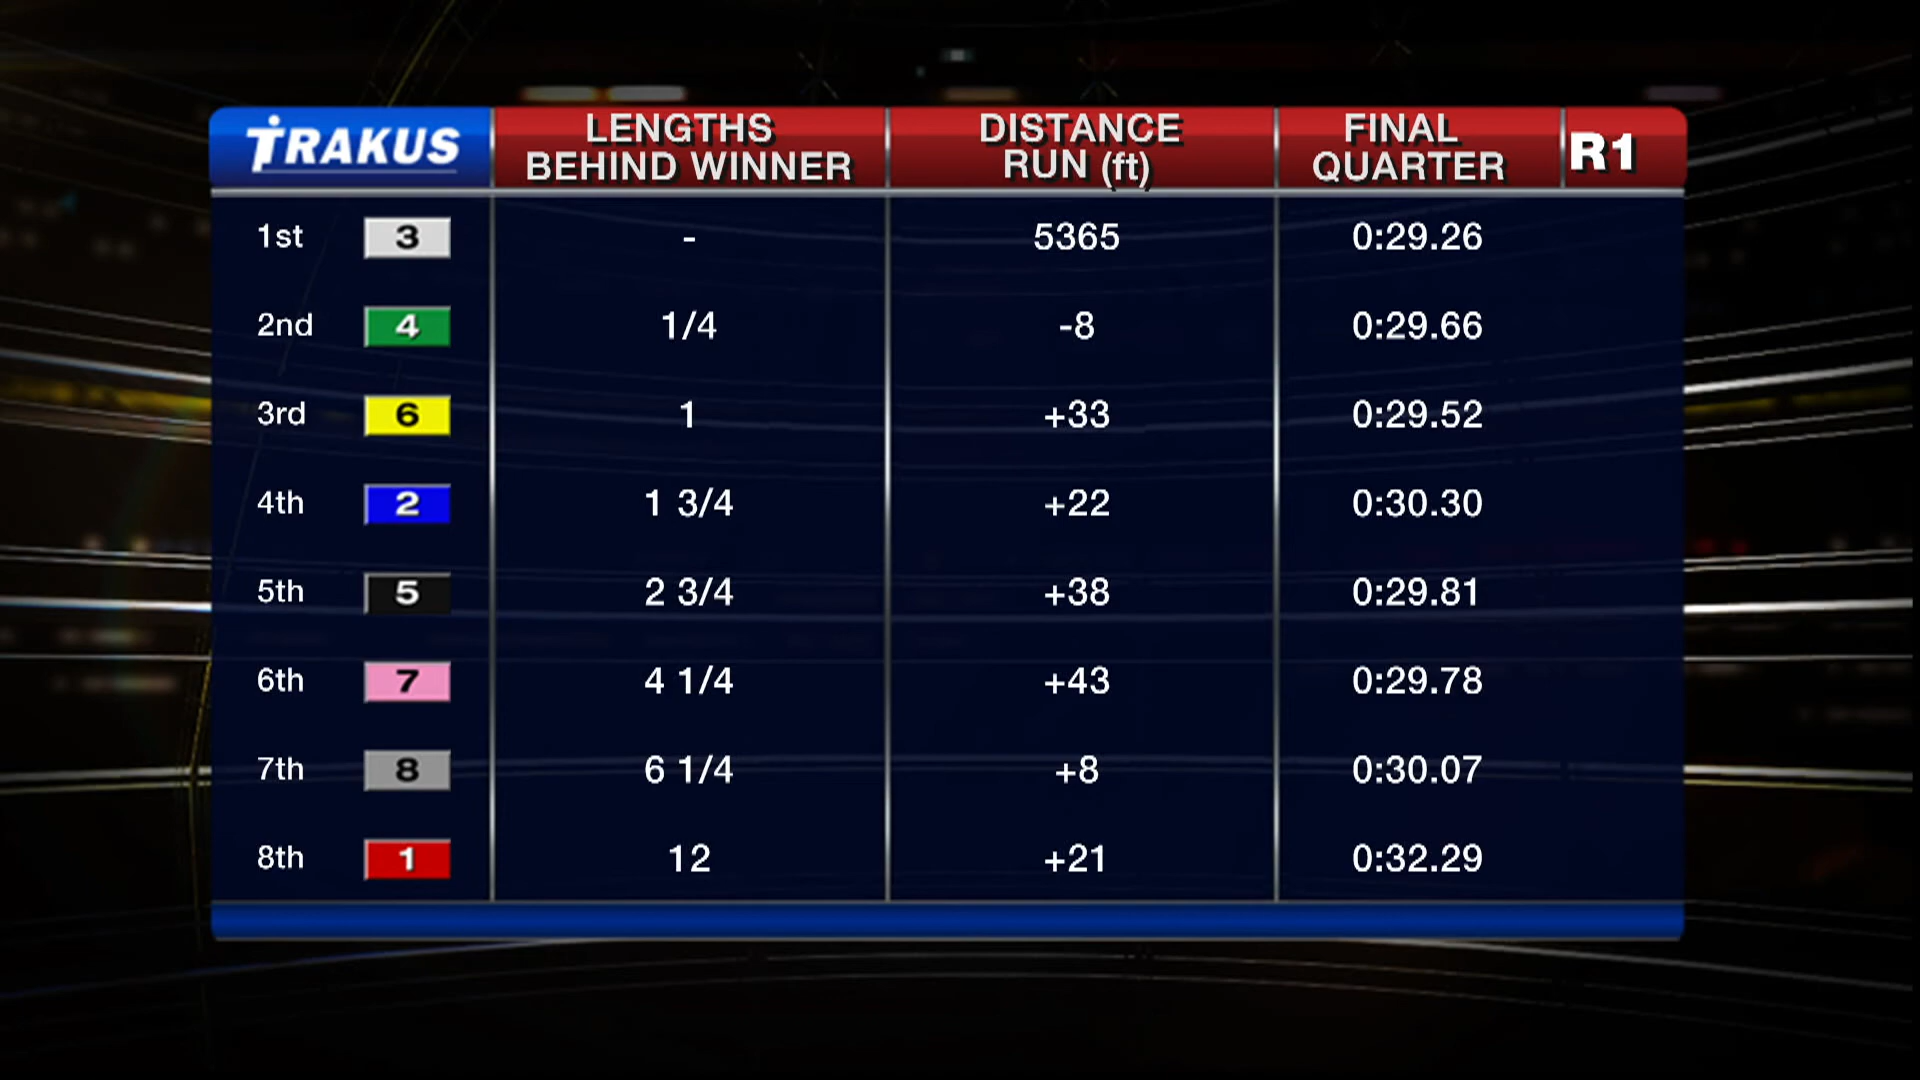 TRAKUS
LENGTHS BEHIND WINNER
DISTANCE RUN (ft)
FINAL QUARTER
R1
1st 3 - 5365 0:29.26
2nd 4 1/4 -8 0:29.66
3rd 6 1 +33 0:29.52
4th 2 1 3/4 +22 0:30.30
5th 5 2 3/4 +38 0:29.81
6th 7 4 1/4 +43 0:29.78
7th 8 6 1/4 +8 0:30.07
8th 1 12 +21 0:32.29